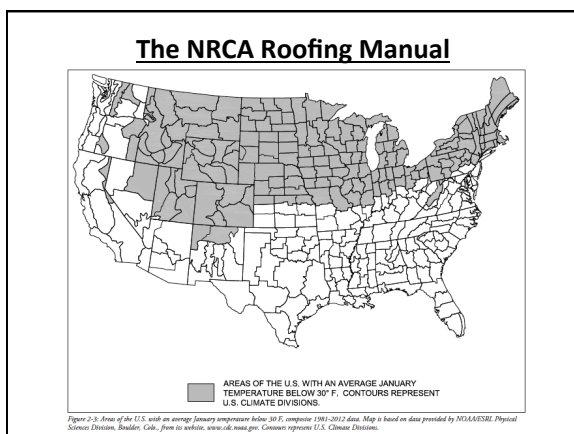 The NRCA Roofing Manual
AREAS OF THE U.S. WITH AN AVERAGE JANUARY
TEMPERATURE BELOW 30° F, CONTOURS REPRESENT
U.S. CLIMATE DIVISIONS.
Figure 2-3: Areas of the U.S. with an average January temperature below 30 F, composite 1981-2012 data. Map is based on data provided by NOAA/ESRL Physical
Sciences Division, Boulder, Colo., from its website, www.cdc.noaa.gov. Contours represent U.S. Climate Divisions.